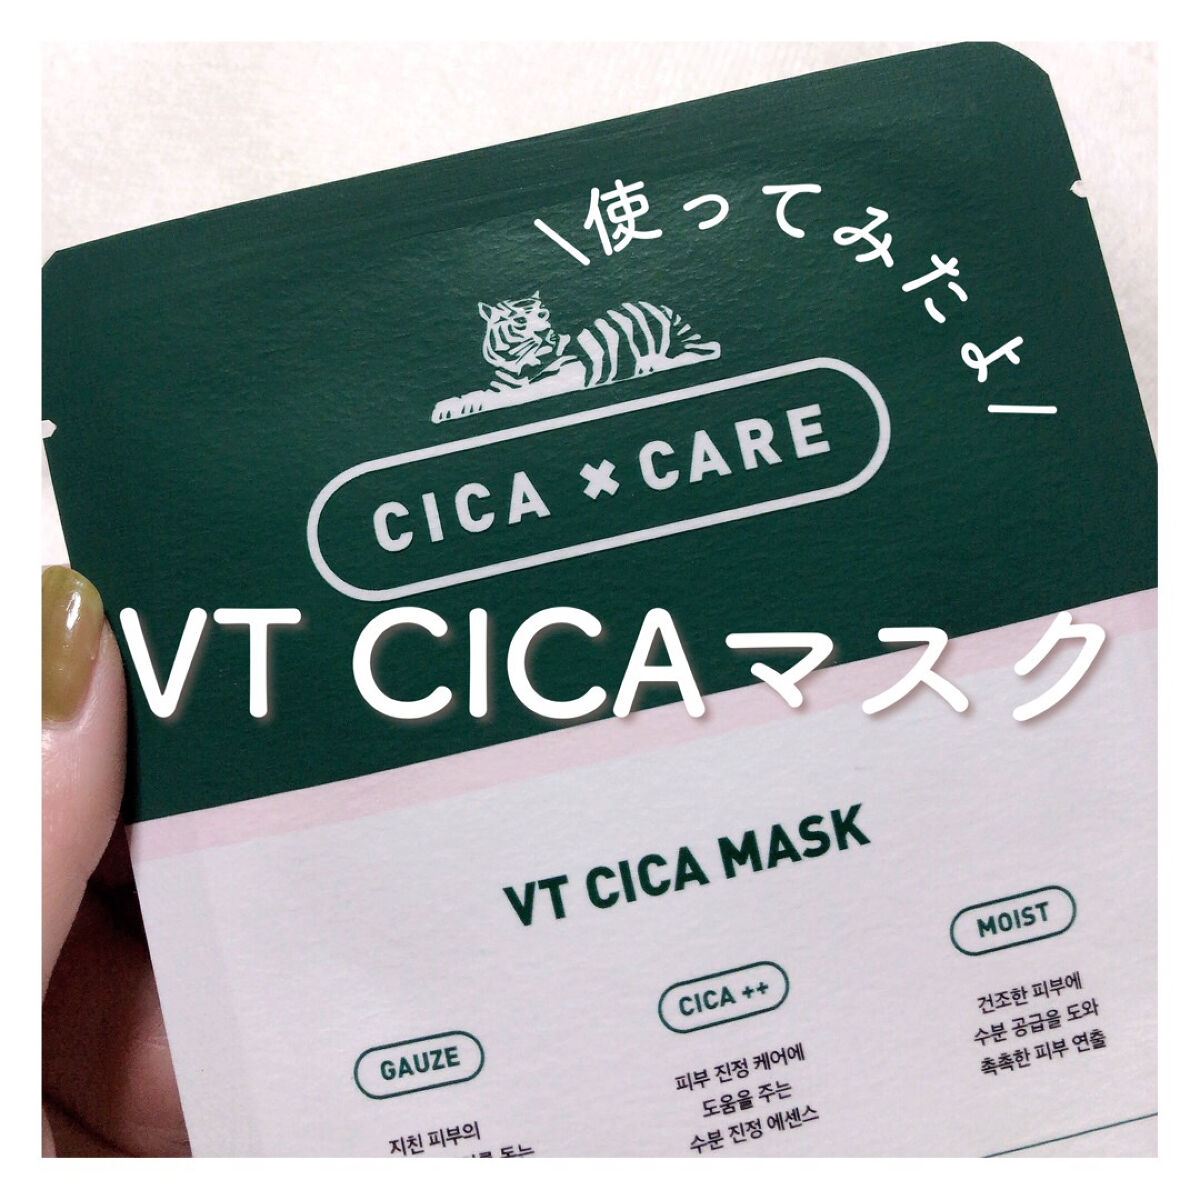 \使ってみたよ/
CICA × CARE
VT CICAマスク
VT CICA MASK
GAUZE
지친 피부의
CICA ++
피부 진정 케어에
도움을 주는
수분 진정 에센스
MOIST
건조한 피부에
수분 공급을 도와
촉촉한 피부 연출